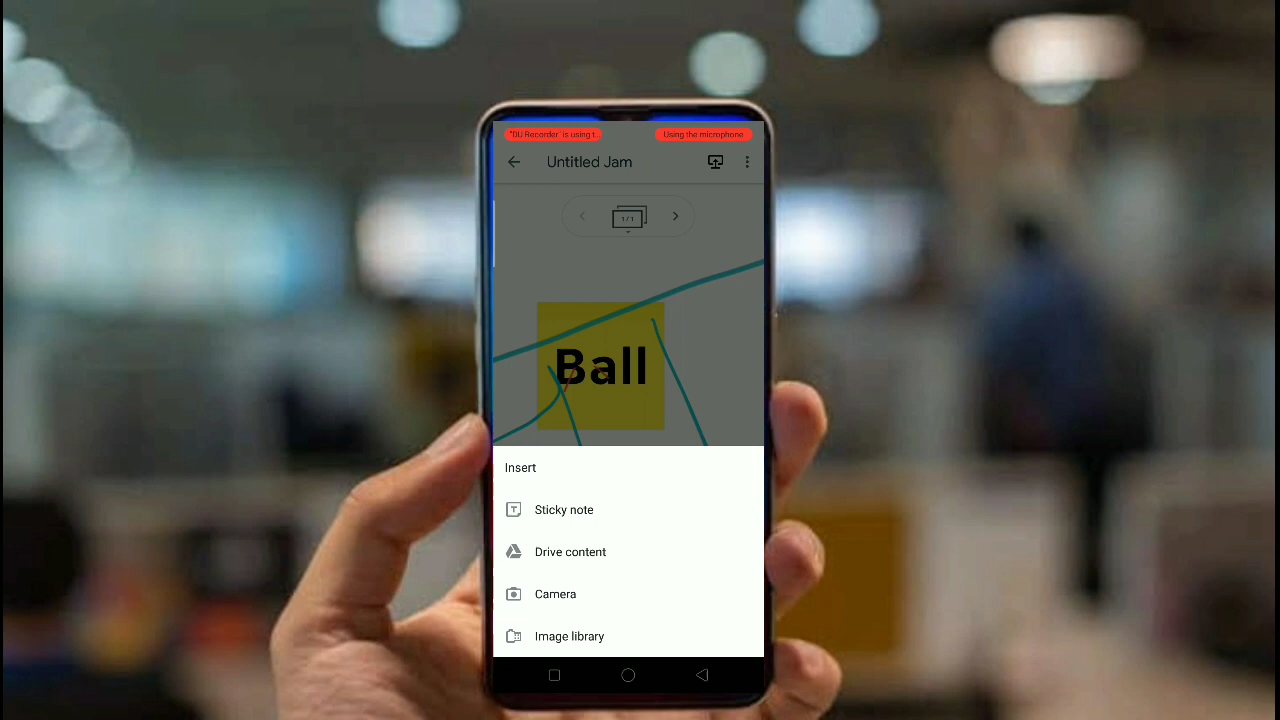 "DU Recorder" is using t... Using the microphone
Untitled Jam
1 / 1
Ball
Insert
Sticky note
Drive content
Camera
Image library